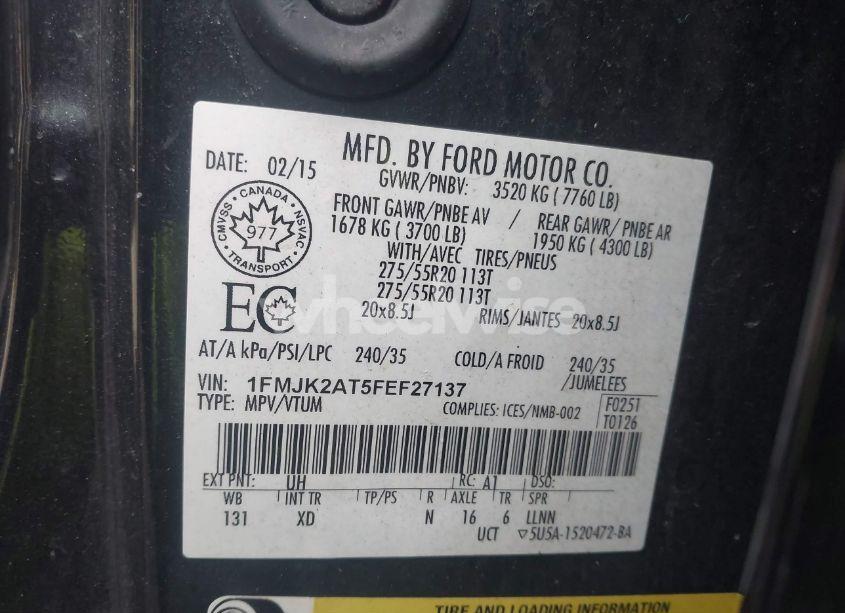 MFD. BY FORD MOTOR CO.
DATE: 02/15
GVWR/PNBV: 3520 KG ( 7760 LB)
FRONT GAWR/PNBE AV / REAR GAWR/ PNBE AR
1678 KG ( 3700 LB) 1950 KG ( 4300 LB)
WITH/AVEC TIRES/PNEUS
275/55R20 113T
275/55R20 113T
20x8.5J RIMS/JANTES 20x8.5J
CANADA
CMVSS NSVAC
977
TRANSPORT
EC
wheelwise
AT/A kPa/PSI/LPC 240/35 COLD/A FROID 240/35
/JUMELEES
VIN: 1FMJK2AT5FEF27137
TYPE: MPV/VTUM COMPLIES: ICES/NMB-002
F0251
T0126
EXT PNT: UH RC: A1 DSO:
WB INT TR TP/PS R AXLE TR SPR
131 XD N 16 6 LLNN
UCT ▽5U5A-1520472-BA
TIRE AND LOADING INFORMATION